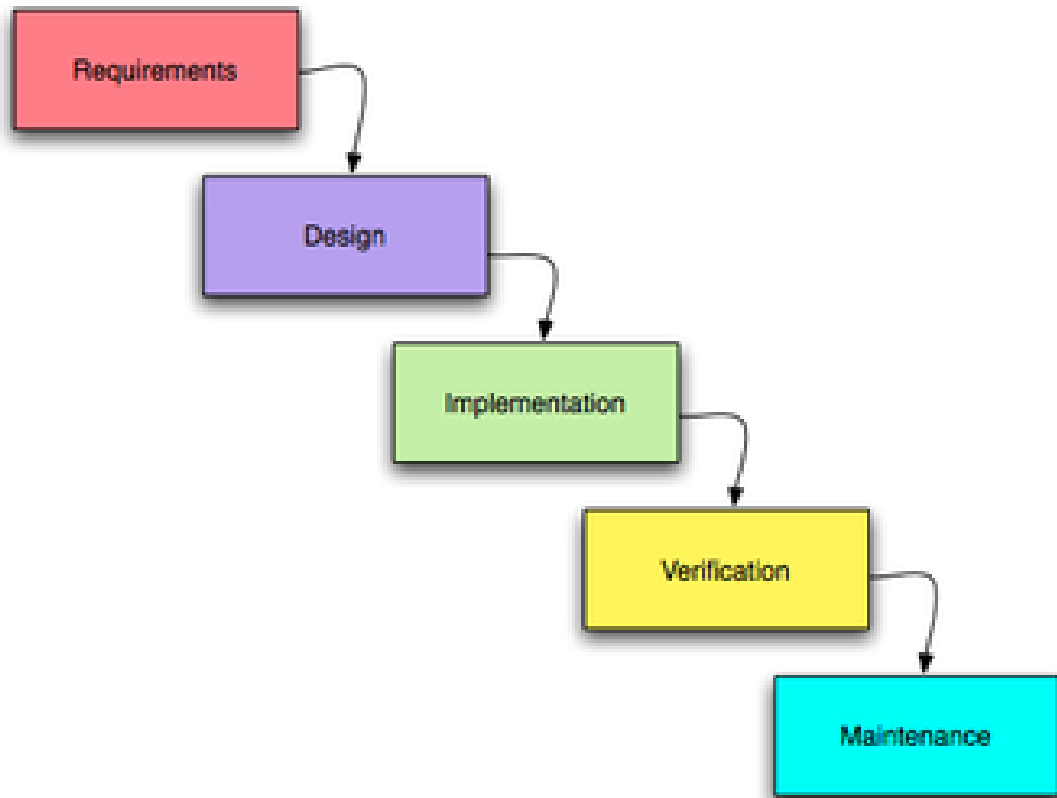 Requirements
Design
Implementation
Verification
Maintenance